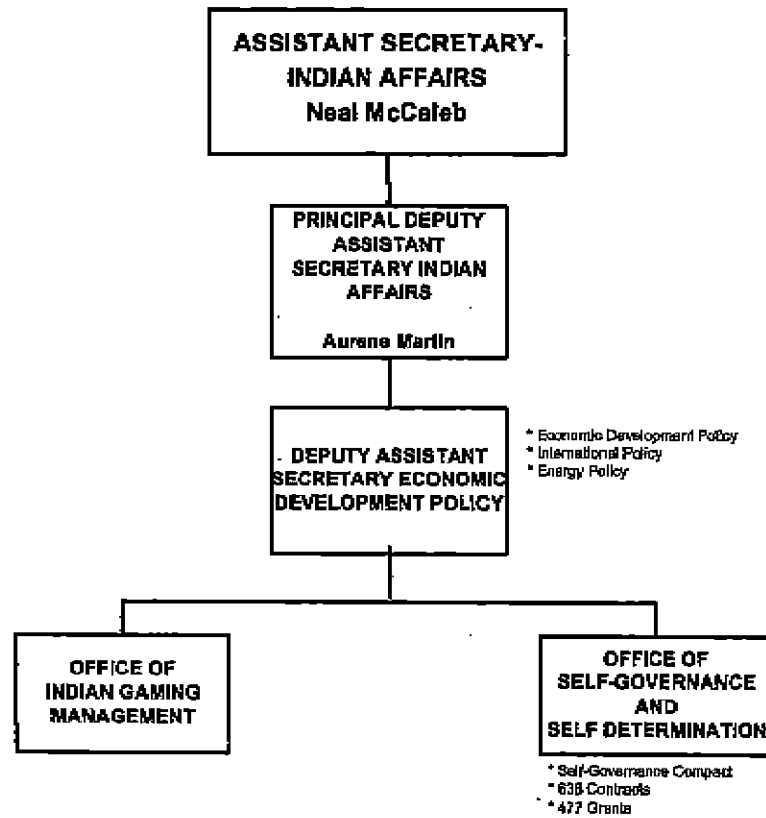 ASSISTANT SECRETARY-
INDIAN AFFAIRS
Neal McCaleb
PRINCIPAL DEPUTY
ASSISTANT
SECRETARY INDIAN
AFFAIRS
Aurene Martin
DEPUTY ASSISTANT
SECRETARY ECONOMIC
DEVELOPMENT POLICY
* Economic Development Policy
* International Policy
* Energy Policy
OFFICE OF
INDIAN GAMING
MANAGEMENT
OFFICE OF
SELF-GOVERNANCE
AND
SELF DETERMINATION
* Self-Governance Compact
* 638 Contracts
* 477 Grants